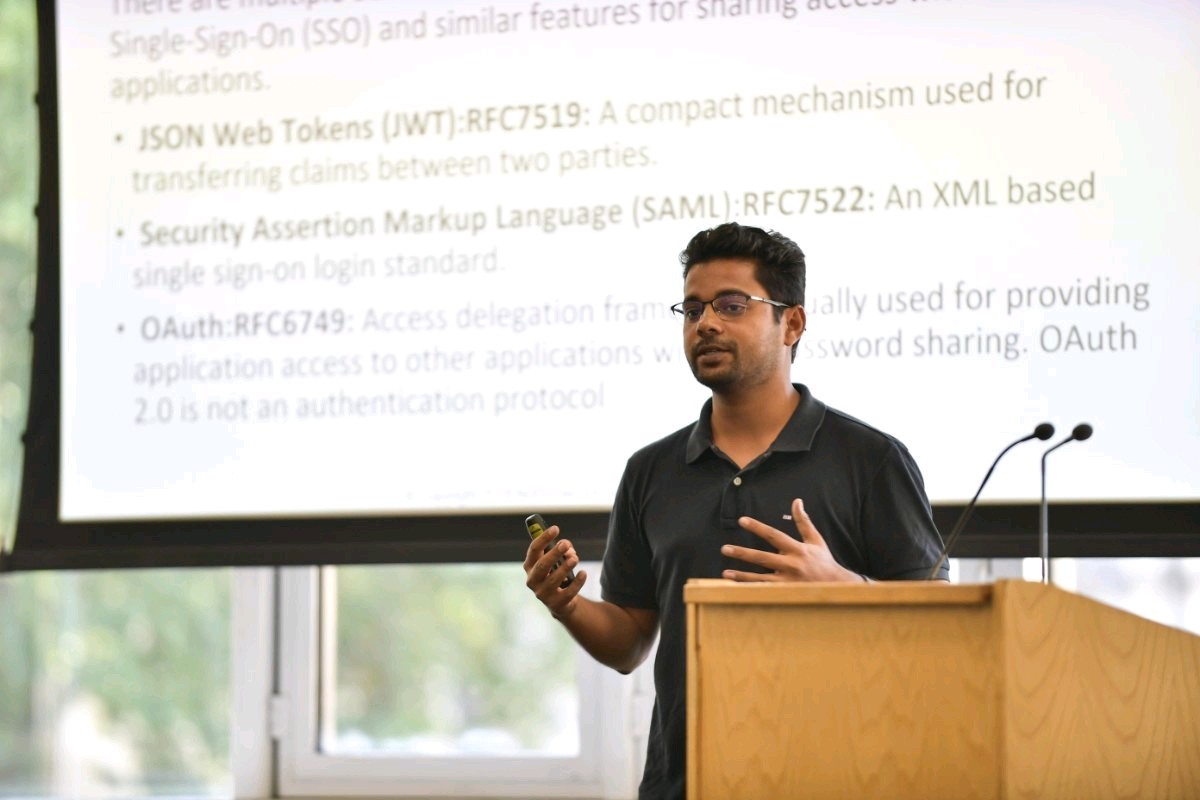 There are multiple
Single-Sign-On (SSO) and similar features for sharing access
applications.
• JSON Web Tokens (JWT):RFC7519: A compact mechanism used for
transferring claims between two parties.
• Security Assertion Markup Language (SAML):RFC7522: An XML based
single sign-on login standard.
• OAuth:RFC6749: Access delegation fram ually used for providing
application access to other applications w ssword sharing. OAuth
2.0 is not an authentication protocol